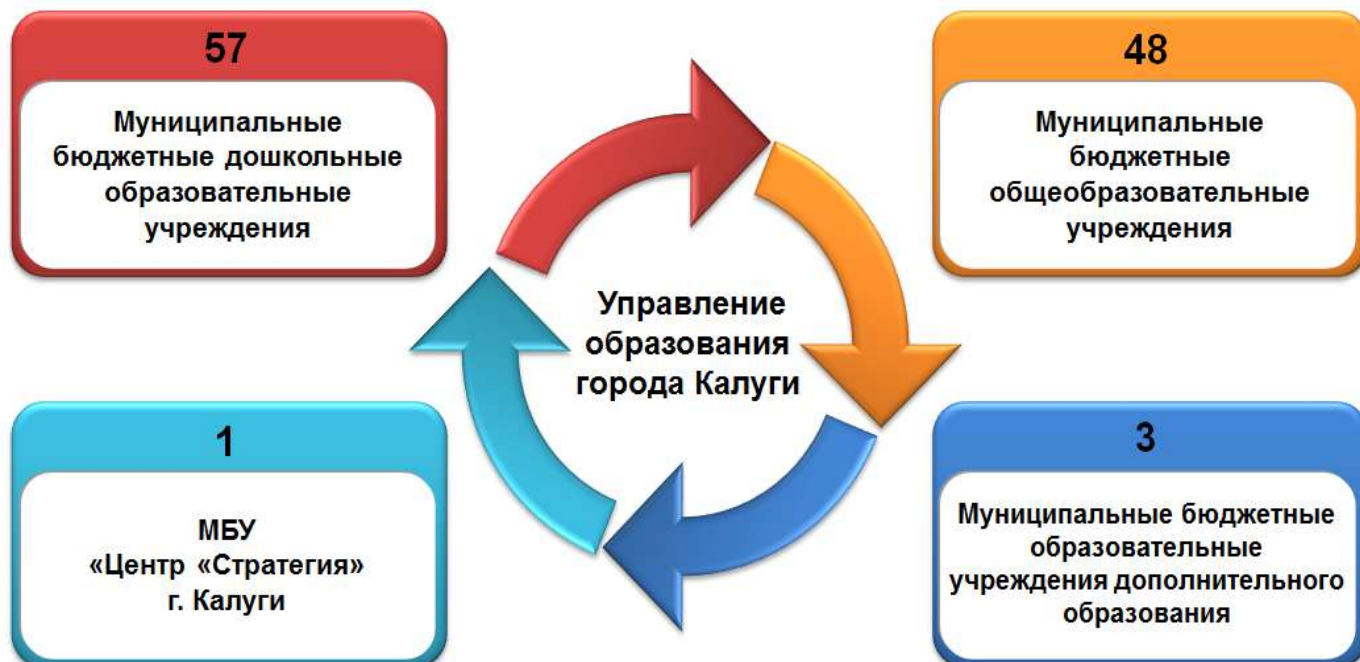 57
Муниципальные
бюджетные дошкольные
образовательные
учреждения
48
Муниципальные
бюджетные
общеобразовательные
учреждения
Управление
образования
города Калуги
1
МБУ
«Центр «Стратегия»
г. Калуги
3
Муниципальные бюджетные
образовательные
учреждения дополнительного
образования